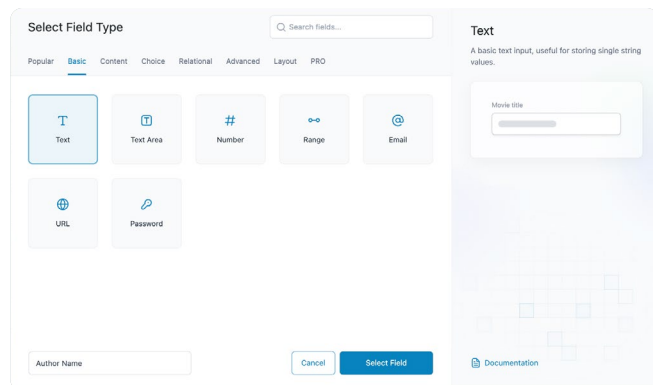 Select Field Type
Search fields...
Popular Basic Content Choice Relational Advanced Layout PRO
Text
Text Area
Number
Range
Email
URL
Password
Author Name
Cancel
Select Field
Text
A basic text input, useful for storing single string
values.
Movie title
Documentation